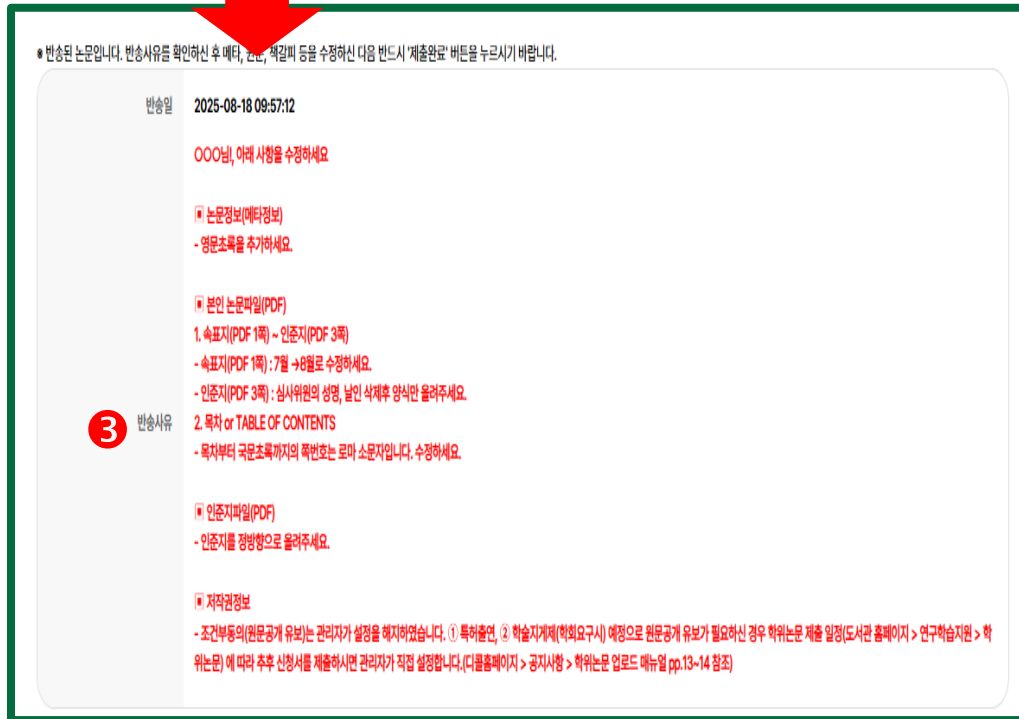 ※ 반송된 논문입니다. 반송사유를 확인하신 후 메타, 원문, 책갈피 등을 수정하신 다음 반드시 '제출완료' 버튼을 누르시기 바랍니다.
반송일 2025-08-18 09:57:12
○○○님!, 아래 사항을 수정하세요
▣ 논문정보(메타정보)
- 영문초록을 추가하세요.
▣ 본인 논문파일(PDF)
1. 속표지(PDF 1쪽) ~ 인준지(PDF 3쪽)
- 속표지(PDF 1쪽) : 7월 →8월로 수정하세요.
- 인준지(PDF 3쪽) : 심사위원의 성명, 날인 삭제후 양식만 올려주세요.
❸ 반송사유
2. 목차 or TABLE OF CONTENTS
- 목차부터 국문초록까지의 쪽번호는 로마 소문자입니다. 수정하세요.
▣ 인준지파일(PDF)
- 인준지를 정방향으로 올려주세요.
▣ 저작권정보
- 조건부동의(원문공개 유보)는 관리자가 설정을 해지하였습니다. ① 특허출연, ② 학술지게제(학회요구시) 예정으로 원문공개 유보가 필요하신 경우 학위논문 제출 일정(도서관 홈페이지 > 연구학습지원 > 학
위논문) 에 따라 추후 신청서를 제출하시면 관리자가 직접 설정합니다.(디콜홈페이지 > 공지사항 > 학위논문 업로드 매뉴얼 pp.13~14 참조)